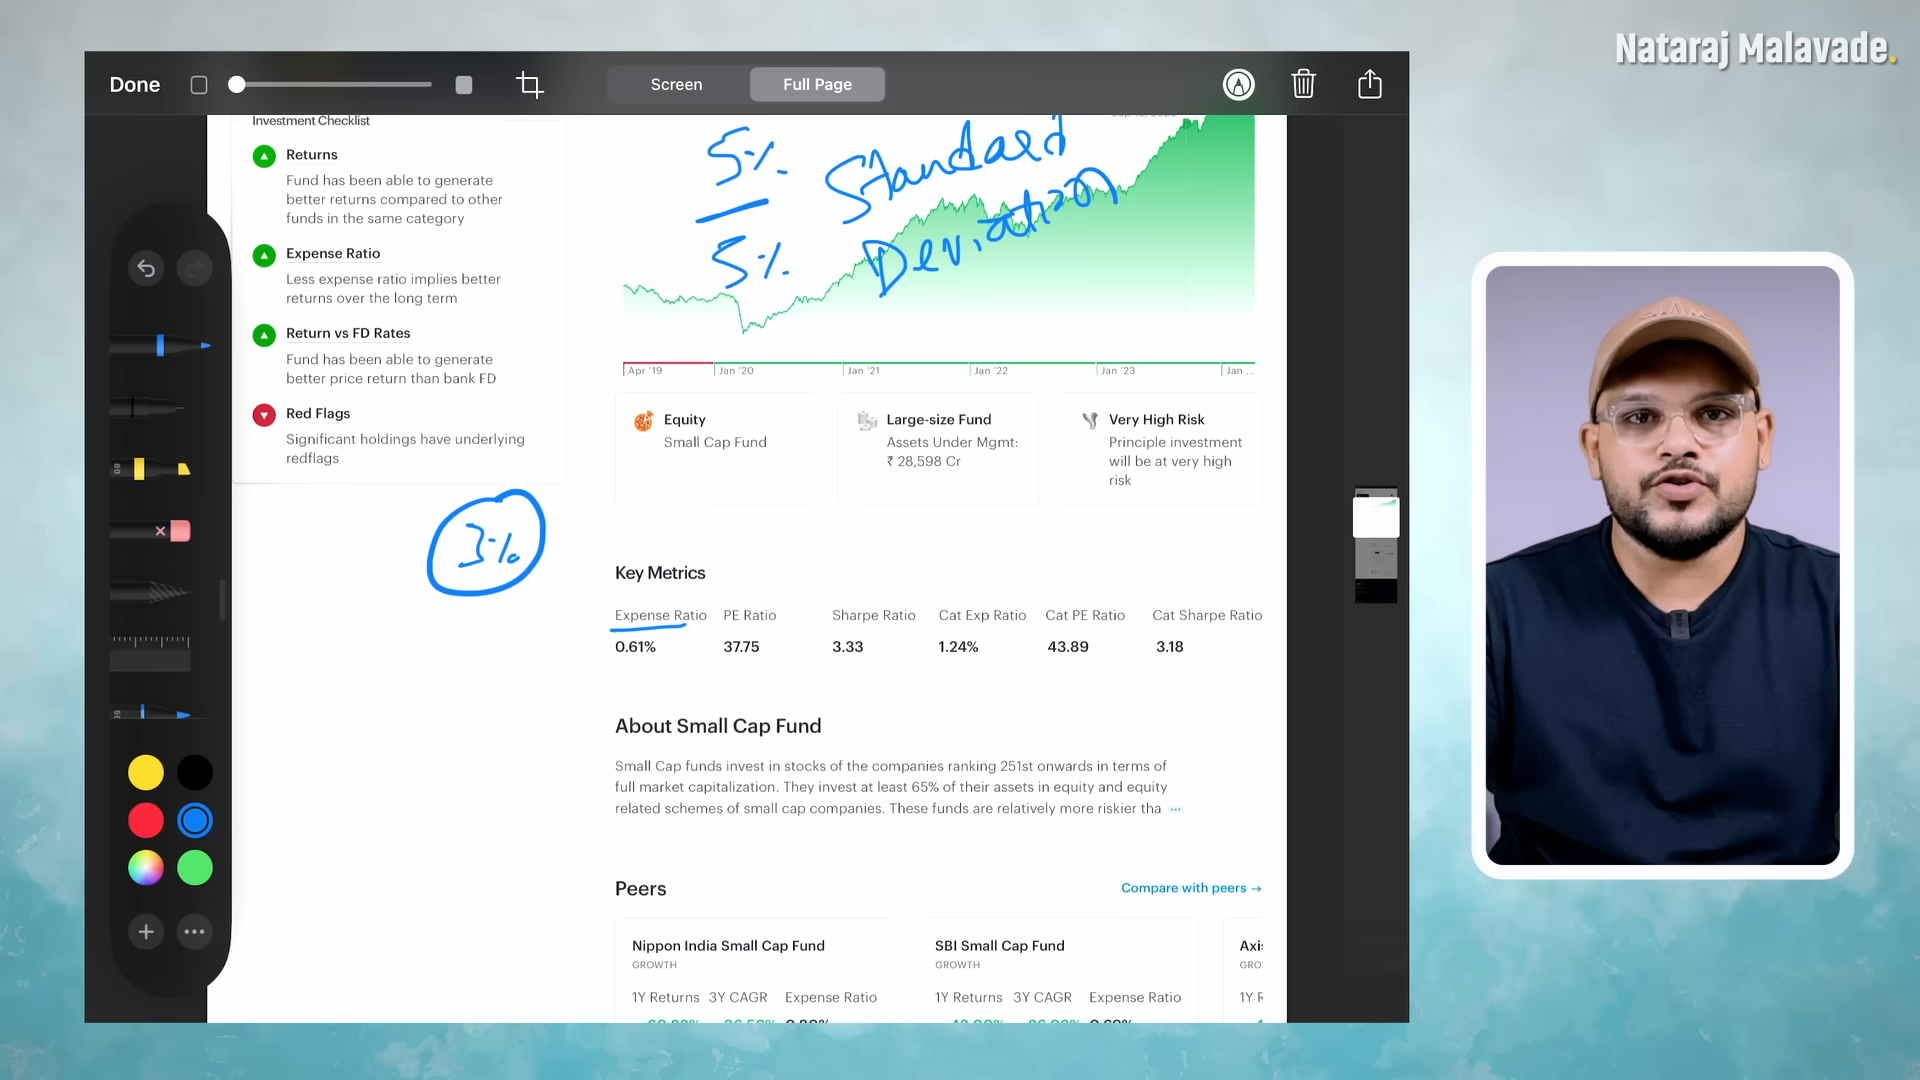 Nataraj Malavade.
Done
Screen
Full Page
Investment Checklist
Returns
Fund has been able to generate
better returns compared to other
funds in the same category
Expense Ratio
Less expense ratio implies better
returns over the long term
Return vs FD Rates
Fund has been able to generate
better price return than bank FD
Red Flags
Significant holdings have underlying
redflags
5%
5%
Standard
Deviation
3%
Apr '19
Jan '20
Jan '21
Jan '22
Jan '23
Jan ...
Equity
Small Cap Fund
Large-size Fund
Assets Under Mgmt:
₹ 28,598 Cr
Very High Risk
Principle investment
will be at very high
risk
Key Metrics
Expense Ratio PE Ratio Sharpe Ratio Cat Exp Ratio Cat PE Ratio Cat Sharpe Ratio
0.61% 37.75 3.33 1.24% 43.89 3.18
About Small Cap Fund
Small Cap funds invest in stocks of the companies ranking 251st onwards in terms of
full market capitalization. They invest at least 65% of their assets in equity and equity
related schemes of small cap companies. These funds are relatively more riskier tha ...
Peers
Compare with peers →
Nippon India Small Cap Fund
GROWTH
1Y Returns 3Y CAGR Expense Ratio
SBI Small Cap Fund
GROWTH
1Y Returns 3Y CAGR Expense Ratio
80